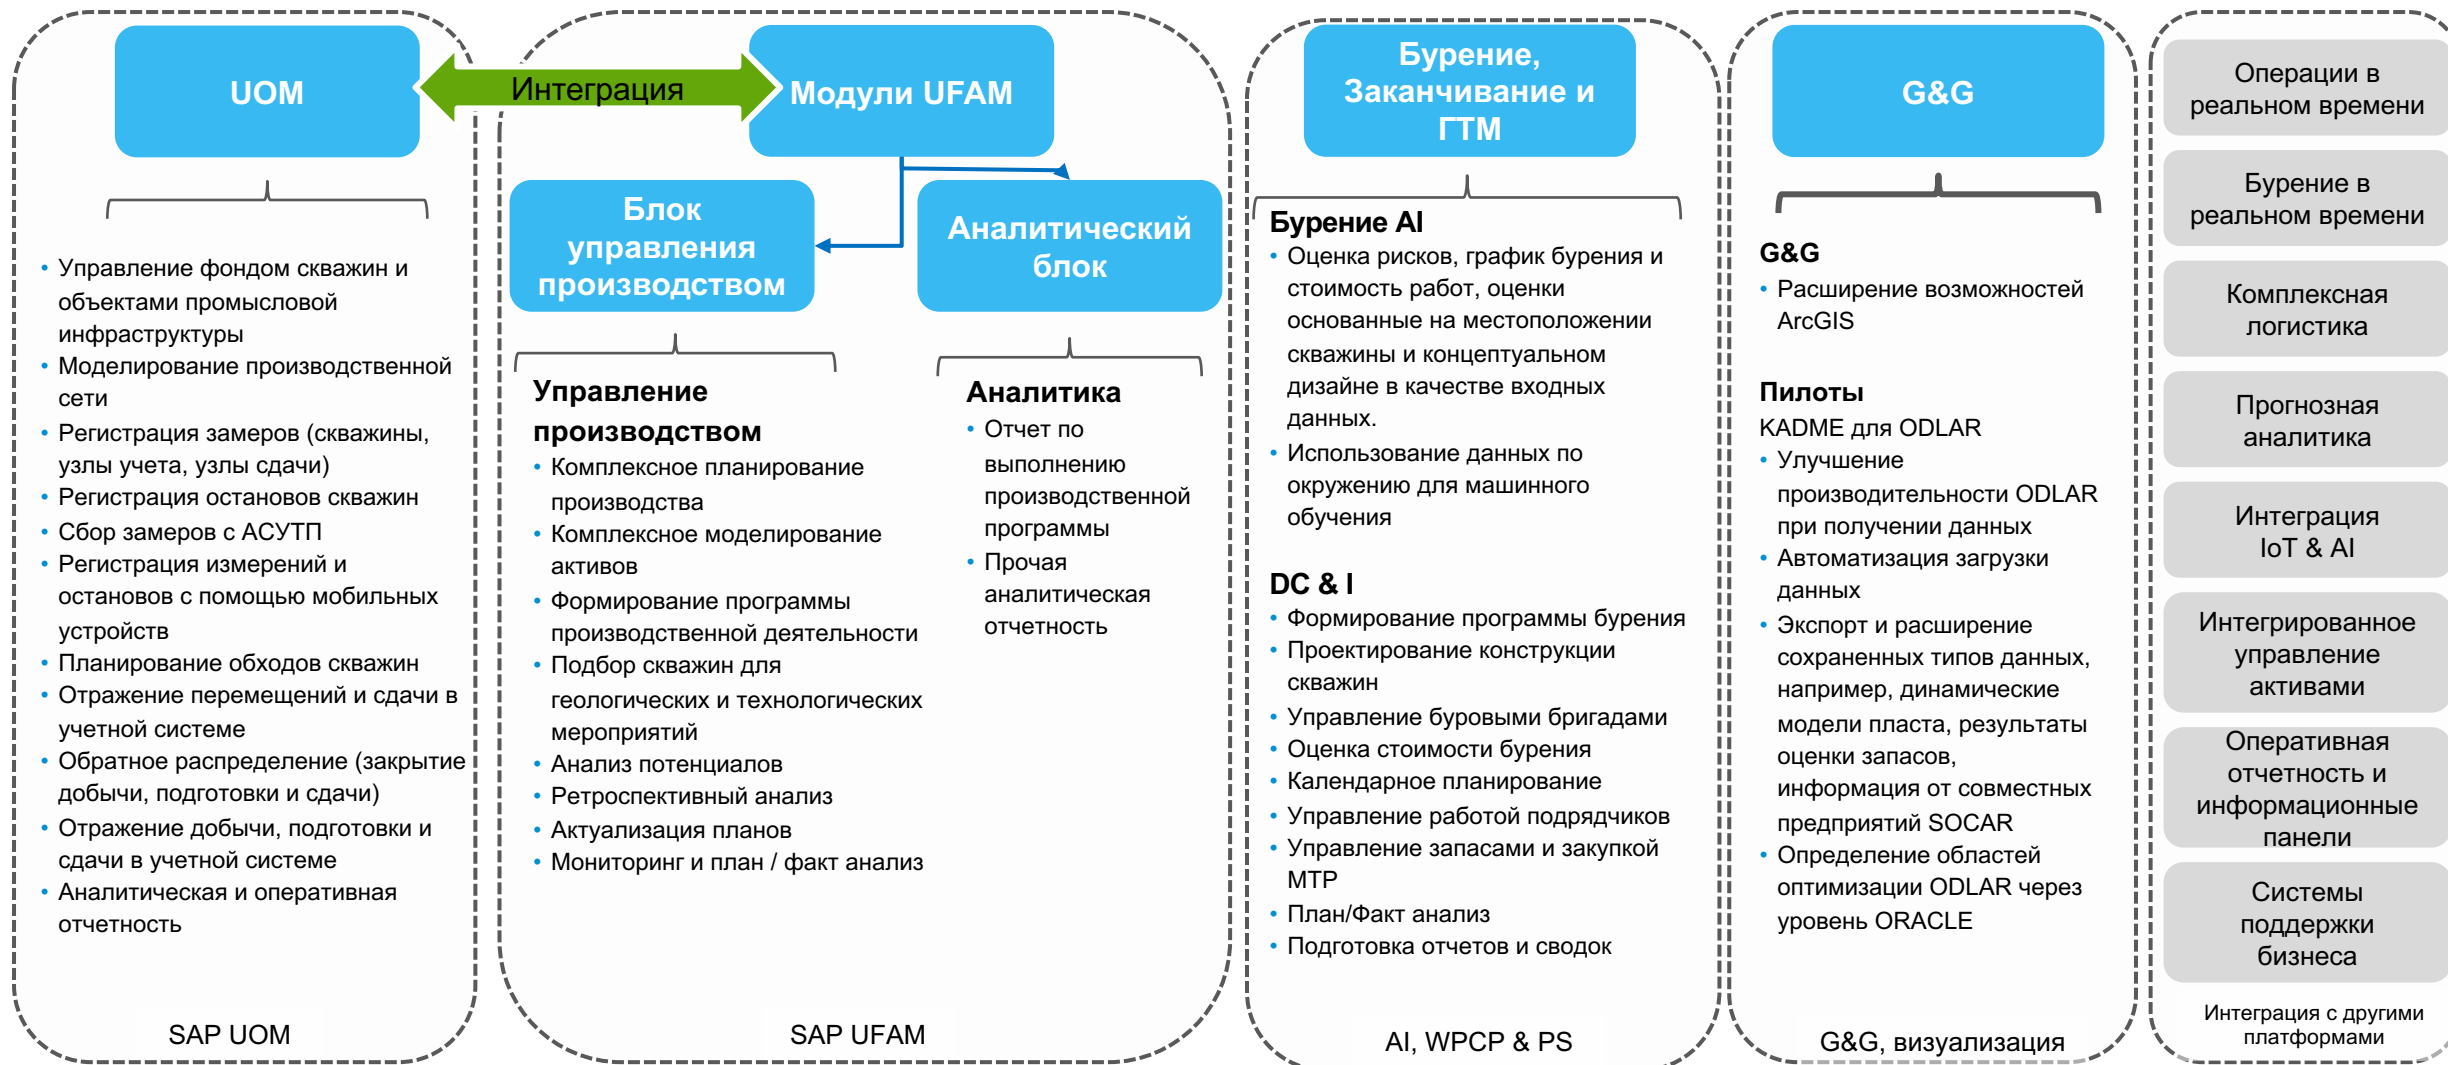 UOM
Интеграция
Модули UFAM
Бурение,
Заканчивание и
ГТМ
G&G
• Управление фондом скважин и
объектами промысловой
инфраструктуры
• Моделирование производственной
сети
• Регистрация замеров (скважины,
узлы учета, узлы сдачи)
• Регистрация остановов скважин
• Сбор замеров с АСУТП
• Регистрация измерений и
остановов с помощью мобильных
устройств
• Планирование обходов скважин
• Отражение перемещений и сдачи в
учетной системе
• Обратное распределение (закрытие
добычи, подготовки и сдачи)
• Отражение добычи, подготовки и
сдачи в учетной системе
• Аналитическая и оперативная
отчетность
SAP UOM
Блок
управления
производством
Аналитический
блок
Управление
производством
• Комплексное планирование
производства
• Комплексное моделирование
активов
• Формирование программы
производственной деятельности
• Подбор скважин для
геологических и технологических
мероприятий
• Анализ потенциалов
• Ретроспективный анализ
• Актуализация планов
• Мониторинг и план / факт анализ
Аналитика
• Отчет по
выполнению
производственной
программы
• Прочая
аналитическая
отчетность
SAP UFAM
Бурение AI
• Оценка рисков, график бурения и
стоимость работ, оценки
основанные на местоположении
скважины и концептуальном
дизайне в качестве входных
данных.
• Использование данных по
окружению для машинного
обучения
DC & I
• Формирование программы бурения
• Проектирование конструкции
скважин
• Управление буровыми бригадами
• Оценка стоимости бурения
• Календарное планирование
• Управление работой подрядчиков
• Управление запасами и закупкой
МТР
• План/Факт анализ
• Подготовка отчетов и сводок
AI, WPCP & PS
G&G
• Расширение возможностей
ArcGIS
Пилоты
KADME для ODLAR
• Улучшение
производительности ODLAR
при получении данных
• Автоматизация загрузки
данных
• Экспорт и расширение
сохраненных типов данных,
например, динамические
модели пласта, результаты
оценки запасов,
информация от совместных
предприятий SOCAR
• Определение областей
оптимизации ODLAR через
уровень ORACLE
G&G, визуализация
Операции в
реальном времени
Бурение в
реальном времени
Комплексная
логистика
Прогнозная
аналитика
Интеграция
IoT & AI
Интегрированное
управление
активами
Оперативная
отчетность и
информационные
панели
Системы
поддержки
бизнеса
Интеграция с другими
платформами